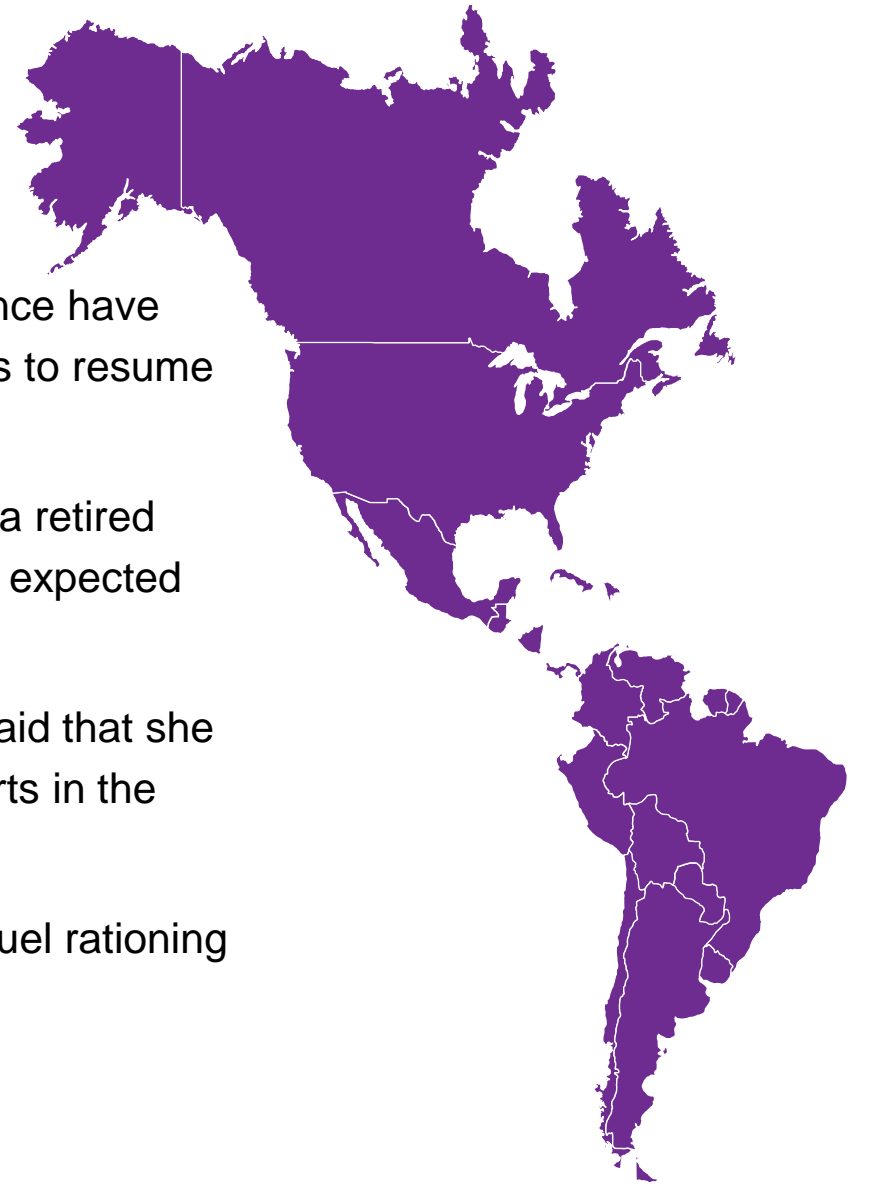 nce have
s to resume
a retired
expected
aid that she
rts in the
uel rationing